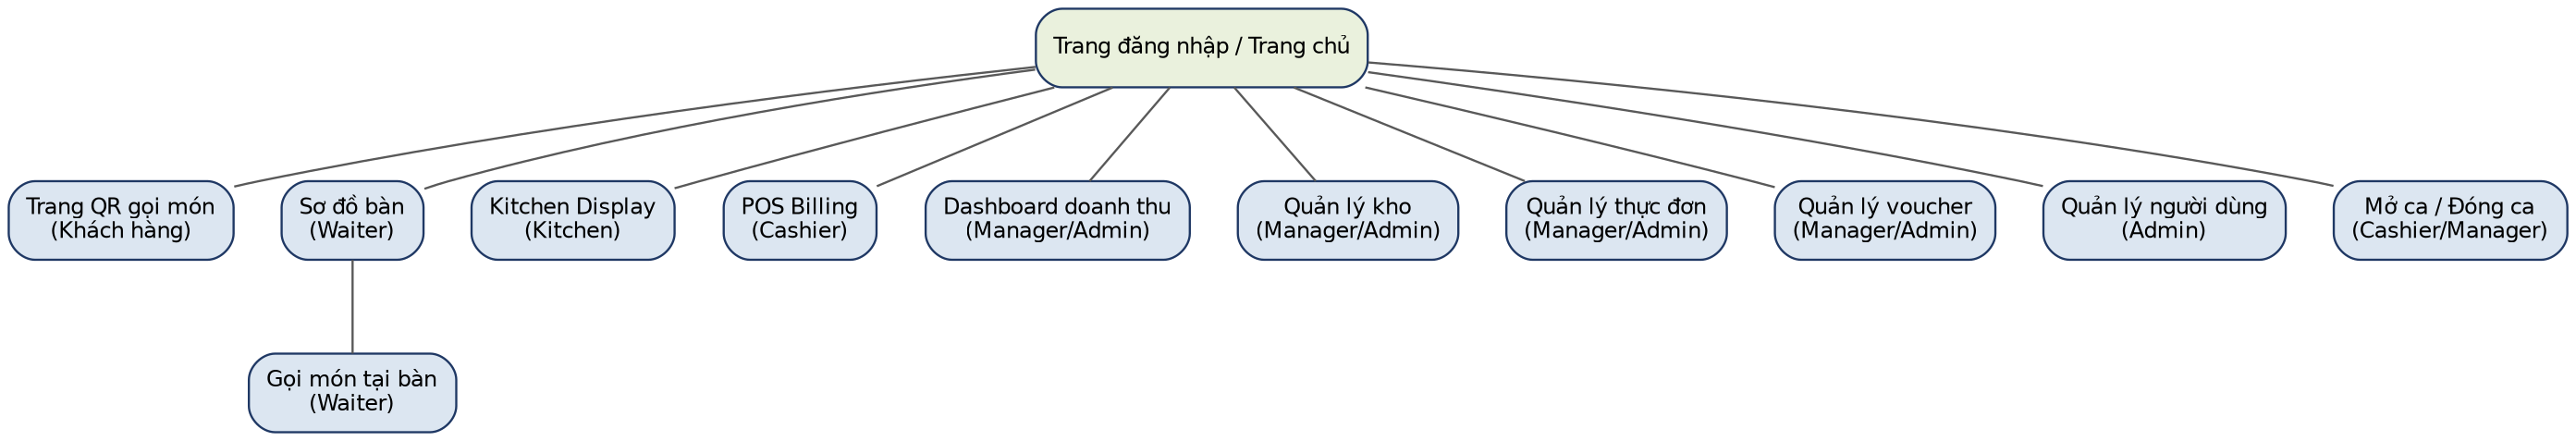 Trang đăng nhập / Trang chủ
Trang QR gọi món
(Khách hàng)
Sơ đồ bàn
(Waiter)
Kitchen Display
(Kitchen)
POS Billing
(Cashier)
Dashboard doanh thu
(Manager/Admin)
Quản lý kho
(Manager/Admin)
Quản lý thực đơn
(Manager/Admin)
Quản lý voucher
(Manager/Admin)
Quản lý người dùng
(Admin)
Mở ca / Đóng ca
(Cashier/Manager)
Gọi món tại bàn
(Waiter)